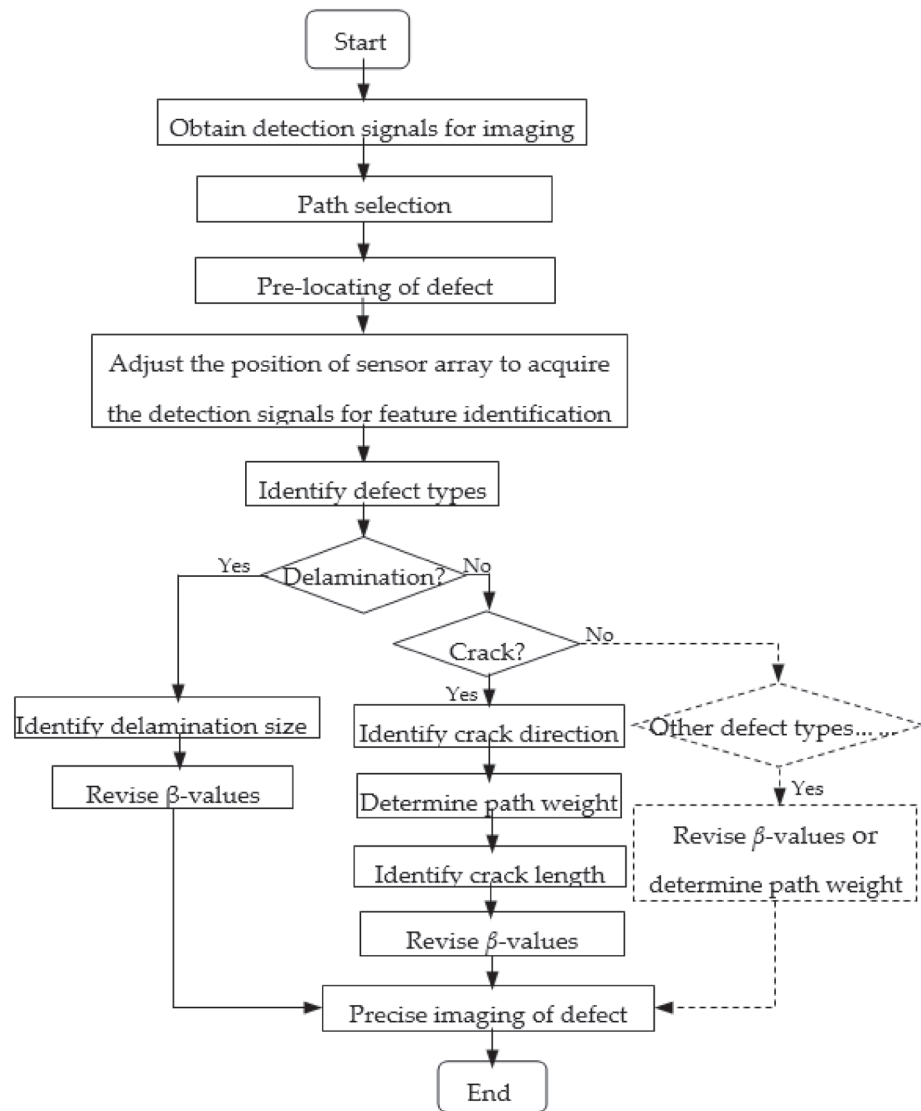 Start
Obtain detection signals for imaging
Path selection
Pre-locating of defect
Adjust the position of sensor array to acquire
the detection signals for feature identification
Identify defect types
Yes
Delamination?
No
Crack?
No
Yes
Identify delamination size
Revise β-values
Identify crack direction
Determine path weight
Identify crack length
Revise β-values
Other defect types... ...
Yes
Revise β-values or
determine path weight
Precise imaging of defect
End